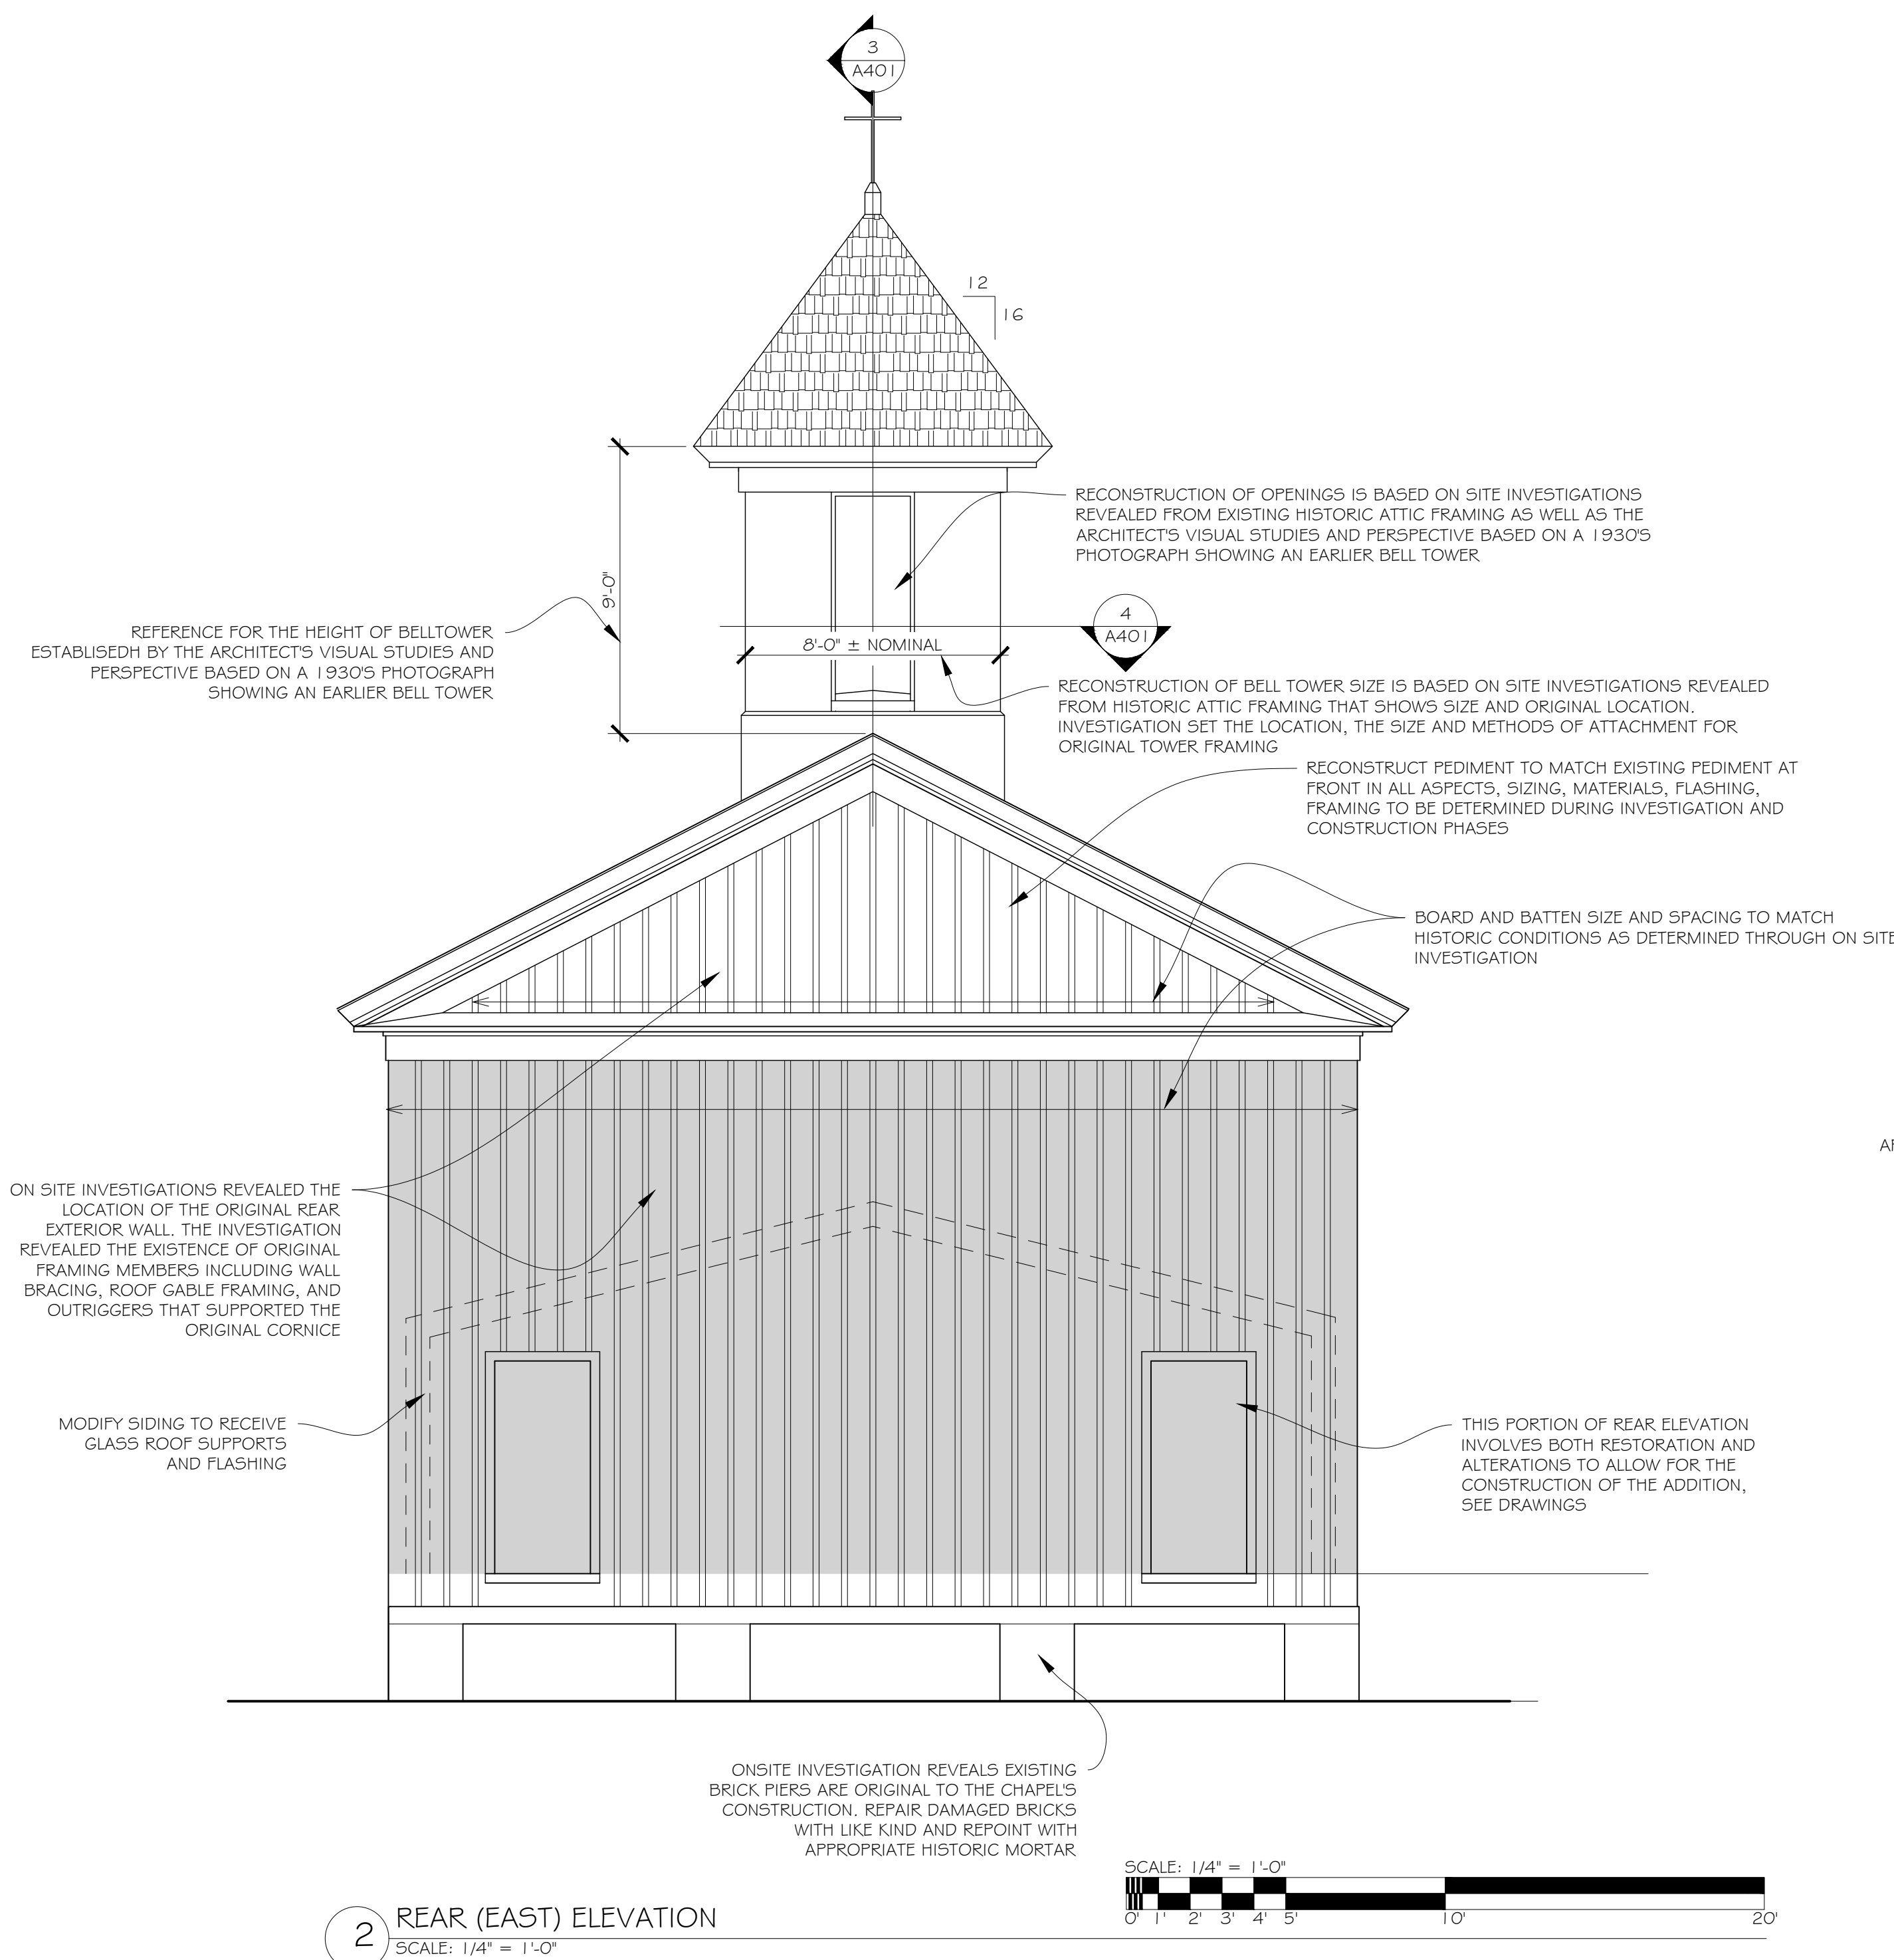 3
A401
12
16
RECONSTRUCTION OF OPENINGS IS BASED ON SITE INVESTIGATIONS
REVEALED FROM EXISTING HISTORIC ATTIC FRAMING AS WELL AS THE
ARCHITECT'S VISUAL STUDIES AND PERSPECTIVE BASED ON A 1930'S
PHOTOGRAPH SHOWING AN EARLIER BELL TOWER
9'-0"
REFERENCE FOR THE HEIGHT OF BELLTOWER
ESTABLISEDH BY THE ARCHITECT'S VISUAL STUDIES AND
PERSPECTIVE BASED ON A 1930'S PHOTOGRAPH
SHOWING AN EARLIER BELL TOWER
4
A401
8'-0" ± NOMINAL
RECONSTRUCTION OF BELL TOWER SIZE IS BASED ON SITE INVESTIGATIONS REVEALED
FROM HISTORIC ATTIC FRAMING THAT SHOWS SIZE AND ORIGINAL LOCATION.
INVESTIGATION SET THE LOCATION, THE SIZE AND METHODS OF ATTACHMENT FOR
ORIGINAL TOWER FRAMING
RECONSTRUCT PEDIMENT TO MATCH EXISTING PEDIMENT AT
FRONT IN ALL ASPECTS, SIZING, MATERIALS, FLASHING,
FRAMING TO BE DETERMINED DURING INVESTIGATION AND
CONSTRUCTION PHASES
BOARD AND BATTEN SIZE AND SPACING TO MATCH
HISTORIC CONDITIONS AS DETERMINED THROUGH ON SITE
INVESTIGATION
ON SITE INVESTIGATIONS REVEALED THE
LOCATION OF THE ORIGINAL REAR
EXTERIOR WALL. THE INVESTIGATION
REVEALED THE EXISTENCE OF ORIGINAL
FRAMING MEMBERS INCLUDING WALL
BRACING, ROOF GABLE FRAMING, AND
OUTRIGGERS THAT SUPPORTED THE
ORIGINAL CORNICE
MODIFY SIDING TO RECEIVE
GLASS ROOF SUPPORTS
AND FLASHING
THIS PORTION OF REAR ELEVATION
INVOLVES BOTH RESTORATION AND
ALTERATIONS TO ALLOW FOR THE
CONSTRUCTION OF THE ADDITION,
SEE DRAWINGS
ONSITE INVESTIGATION REVEALS EXISTING
BRICK PIERS ARE ORIGINAL TO THE CHAPEL'S
CONSTRUCTION. REPAIR DAMAGED BRICKS
WITH LIKE KIND AND REPOINT WITH
APPROPRIATE HISTORIC MORTAR
SCALE: 1/4" = 1'-0"
0' 1' 2' 3' 4' 5' 10' 20'
2 REAR (EAST) ELEVATION
SCALE: 1/4" = 1'-0"